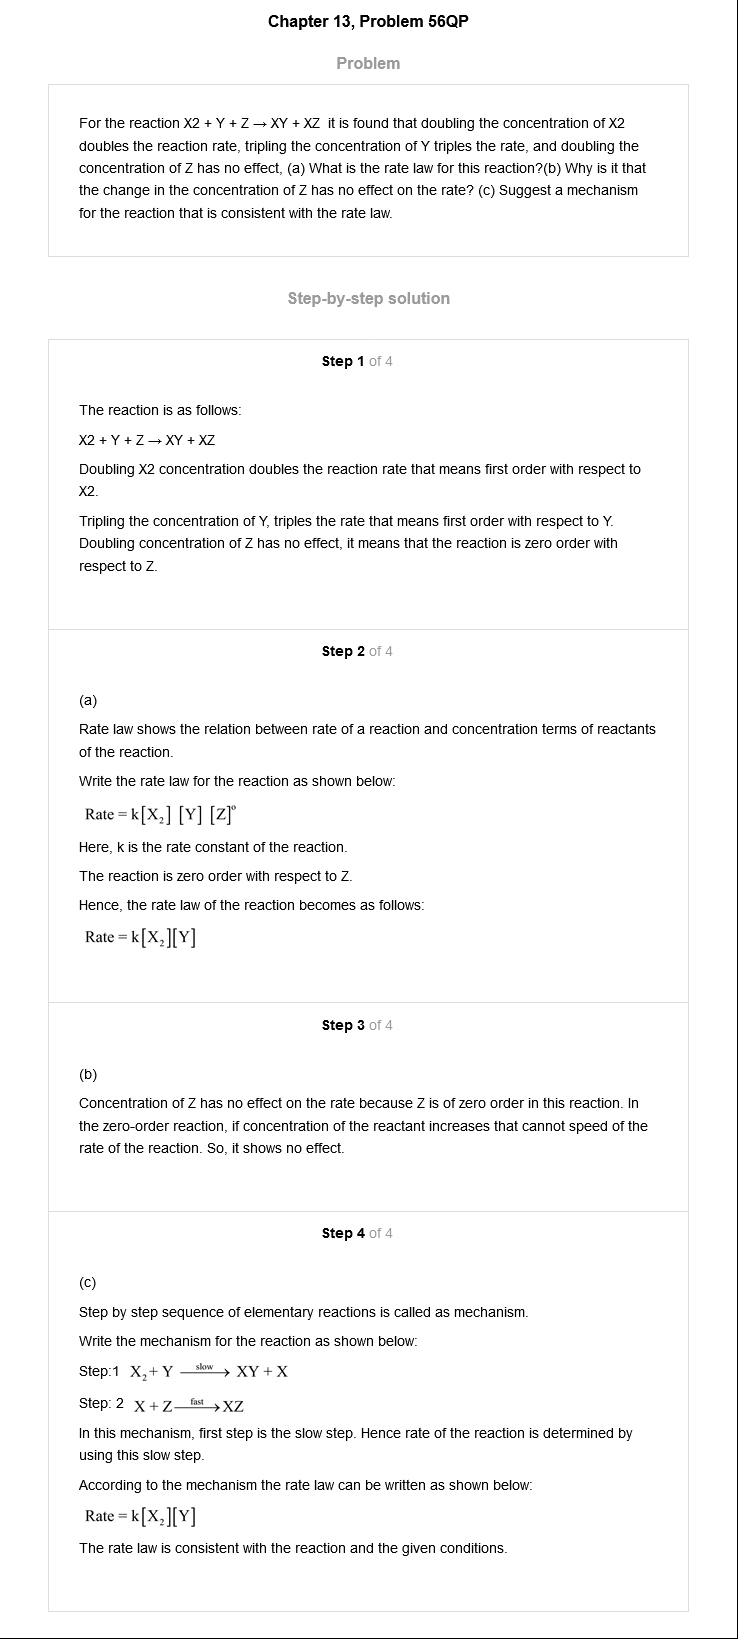 Chapter 13, Problem 56QP
Problem
For the reaction X2 + Y + Z → XY + XZ it is found that doubling the concentration of X2
doubles the reaction rate, tripling the concentration of Y triples the rate, and doubling the
concentration of Z has no effect, (a) What is the rate law for this reaction?(b) Why is it that
the change in the concentration of Z has no effect on the rate? (c) Suggest a mechanism
for the reaction that is consistent with the rate law.
Step-by-step solution
Step 1 of 4
The reaction is as follows:
X2 + Y + Z → XY + XZ
Doubling X2 concentration doubles the reaction rate that means first order with respect to
X2.
Tripling the concentration of Y, triples the rate that means first order with respect to Y.
Doubling concentration of Z has no effect, it means that the reaction is zero order with
respect to Z.
Step 2 of 4
(a)
Rate law shows the relation between rate of a reaction and concentration terms of reactants
of the reaction.
Write the rate law for the reaction as shown below:
Rate = k[X₂] [Y] [Z]⁰
Here, k is the rate constant of the reaction.
The reaction is zero order with respect to Z.
Hence, the rate law of the reaction becomes as follows:
Rate = k[X₂][Y]
Step 3 of 4
(b)
Concentration of Z has no effect on the rate because Z is of zero order in this reaction. In
the zero-order reaction, if concentration of the reactant increases that cannot speed of the
rate of the reaction. So, it shows no effect.
Step 4 of 4
(c)
Step by step sequence of elementary reactions is called as mechanism.
Write the mechanism for the reaction as shown below:
Step:1 X₂+ Y —slow→ XY + X
Step: 2 X + Z —fast→ XZ
In this mechanism, first step is the slow step. Hence rate of the reaction is determined by
using this slow step.
According to the mechanism the rate law can be written as shown below:
Rate = k[X₂][Y]
The rate law is consistent with the reaction and the given conditions.